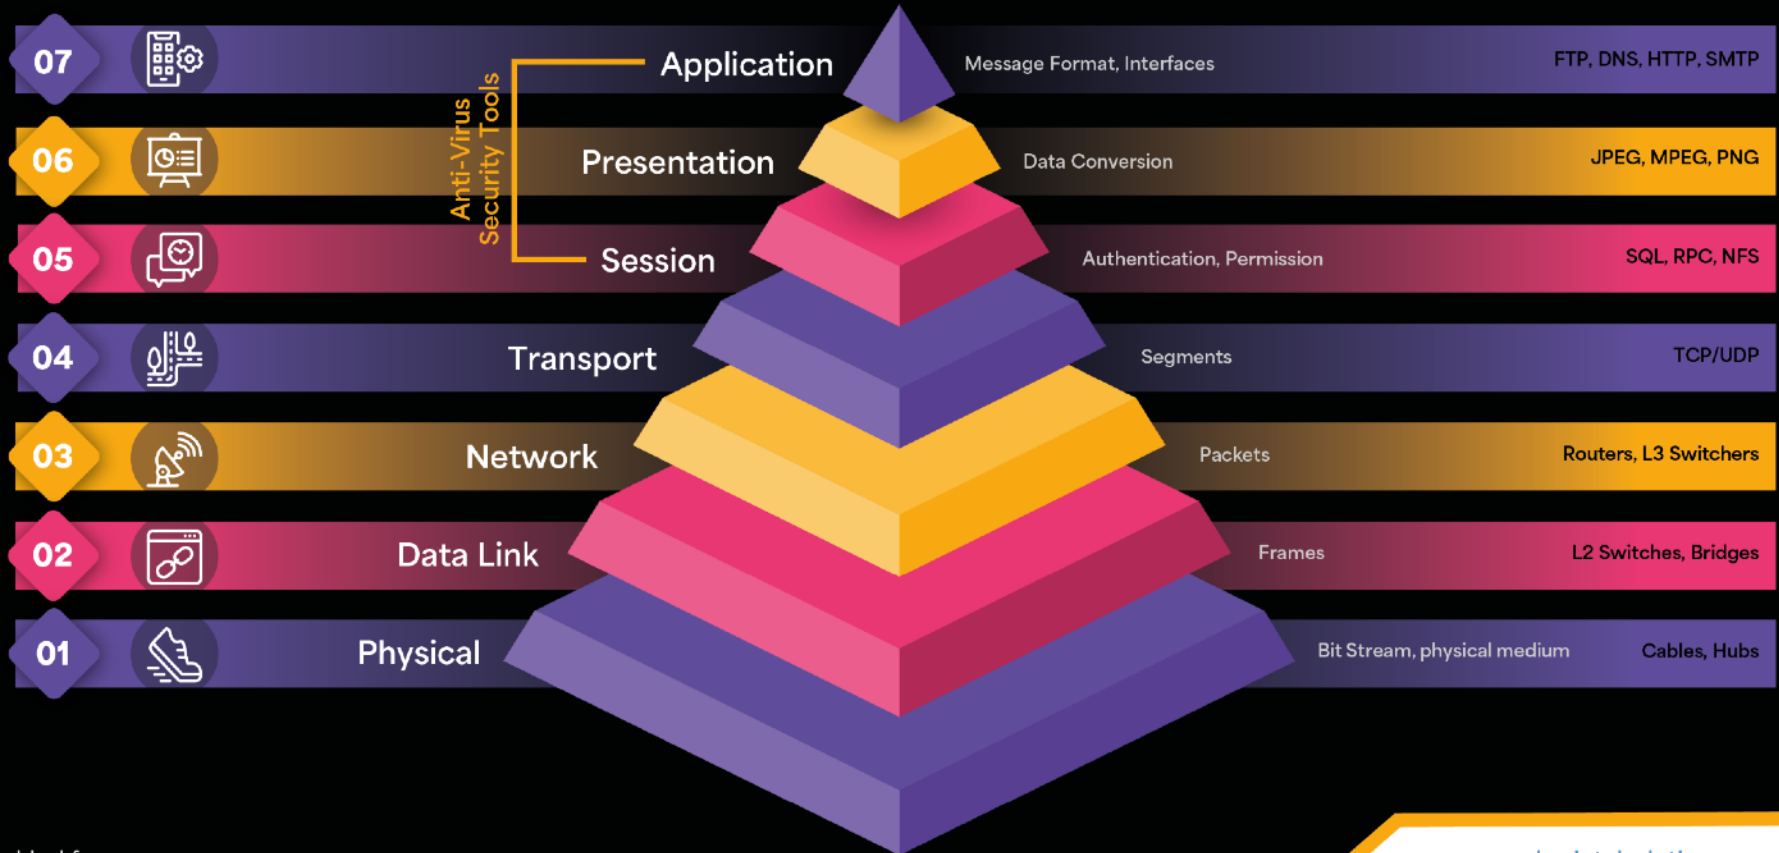 07
Application
Message Format, Interfaces
FTP, DNS, HTTP, SMTP
Anti-Virus
Security Tools
06
Presentation
Data Conversion
JPEG, MPEG, PNG
05
Session
Authentication, Permission
SQL, RPC, NFS
04
Transport
Segments
TCP/UDP
03
Network
Packets
Routers, L3 Switchers
02
Data Link
Frames
L2 Switches, Bridges
01
Physical
Bit Stream, physical medium
Cables, Hubs